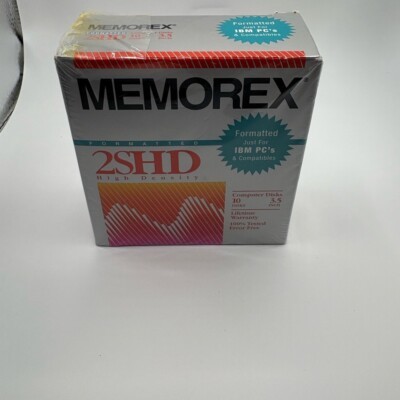 MEMOREX
Formatted
Just For
IBM PC's
& Compatibles
MEMOREX
FORMATTED
2SHD
High Density
Formatted
Just For
IBM PC's
& Compatibles
Computer Disks
10 3.5
Lifetime
Warranty
100% Tested
Error Free